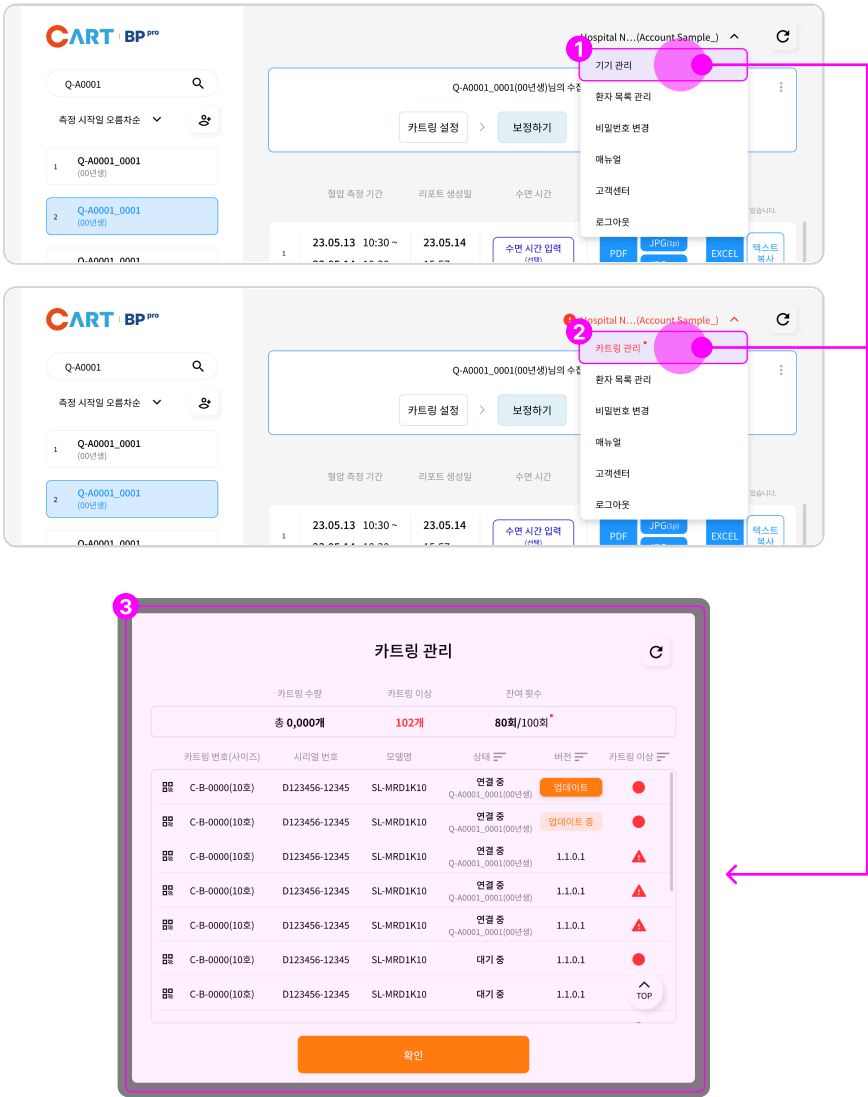 CART BP pro
Hospital N...(Account Sample_)
1
기기 관리
환자 목록 관리
비밀번호 변경
매뉴얼
고객센터
로그아웃
Q-A0001
측정 시작일 오름차순
1 Q-A0001_0001
(00년생)
2 Q-A0001_0001
(00년생)
Q-A0001_0001
Q-A0001_0001(00년생)님의 수집
카트링 설정 > 보정하기
혈압 측정 기간 리포트 생성일 수면 시간
있습니다.
1 23.05.13 10:30 ~ 23.05.14 수면 시간 입력
(선택)
PDF JPG(1p) EXCEL 텍스트
복사
CART BP pro
Hospital N...(Account Sample_)
2
카트링 관리
환자 목록 관리
비밀번호 변경
매뉴얼
고객센터
로그아웃
Q-A0001
측정 시작일 오름차순
1 Q-A0001_0001
(00년생)
2 Q-A0001_0001
(00년생)
Q-A0001_0001
Q-A0001_0001(00년생)님의 수집
카트링 설정 > 보정하기
혈압 측정 기간 리포트 생성일 수면 시간
있습니다.
1 23.05.13 10:30 ~ 23.05.14 수면 시간 입력
(선택)
PDF JPG(1p) EXCEL 텍스트
복사
3
카트링 관리
카트링 수량 카트링 이상 잔여 횟수
총 0,000개 102개 80회/100회
카트링 번호(사이즈) 시리얼 번호 모델명 상태 버전 카트링 이상
C-B-0000(10호) D123456-12345 SL-MRD1K10 연결 중 업데이트
Q-A0001_0001(00년생)
C-B-0000(10호) D123456-12345 SL-MRD1K10 연결 중 업데이트 중
Q-A0001_0001(00년생)
C-B-0000(10호) D123456-12345 SL-MRD1K10 연결 중 1.1.0.1
Q-A0001_0001(00년생)
C-B-0000(10호) D123456-12345 SL-MRD1K10 연결 중 1.1.0.1
Q-A0001_0001(00년생)
C-B-0000(10호) D123456-12345 SL-MRD1K10 연결 중 1.1.0.1
Q-A0001_0001(00년생)
C-B-0000(10호) D123456-12345 SL-MRD1K10 대기 중 1.1.0.1
C-B-0000(10호) D123456-12345 SL-MRD1K10 대기 중 1.1.0.1
TOP
확인